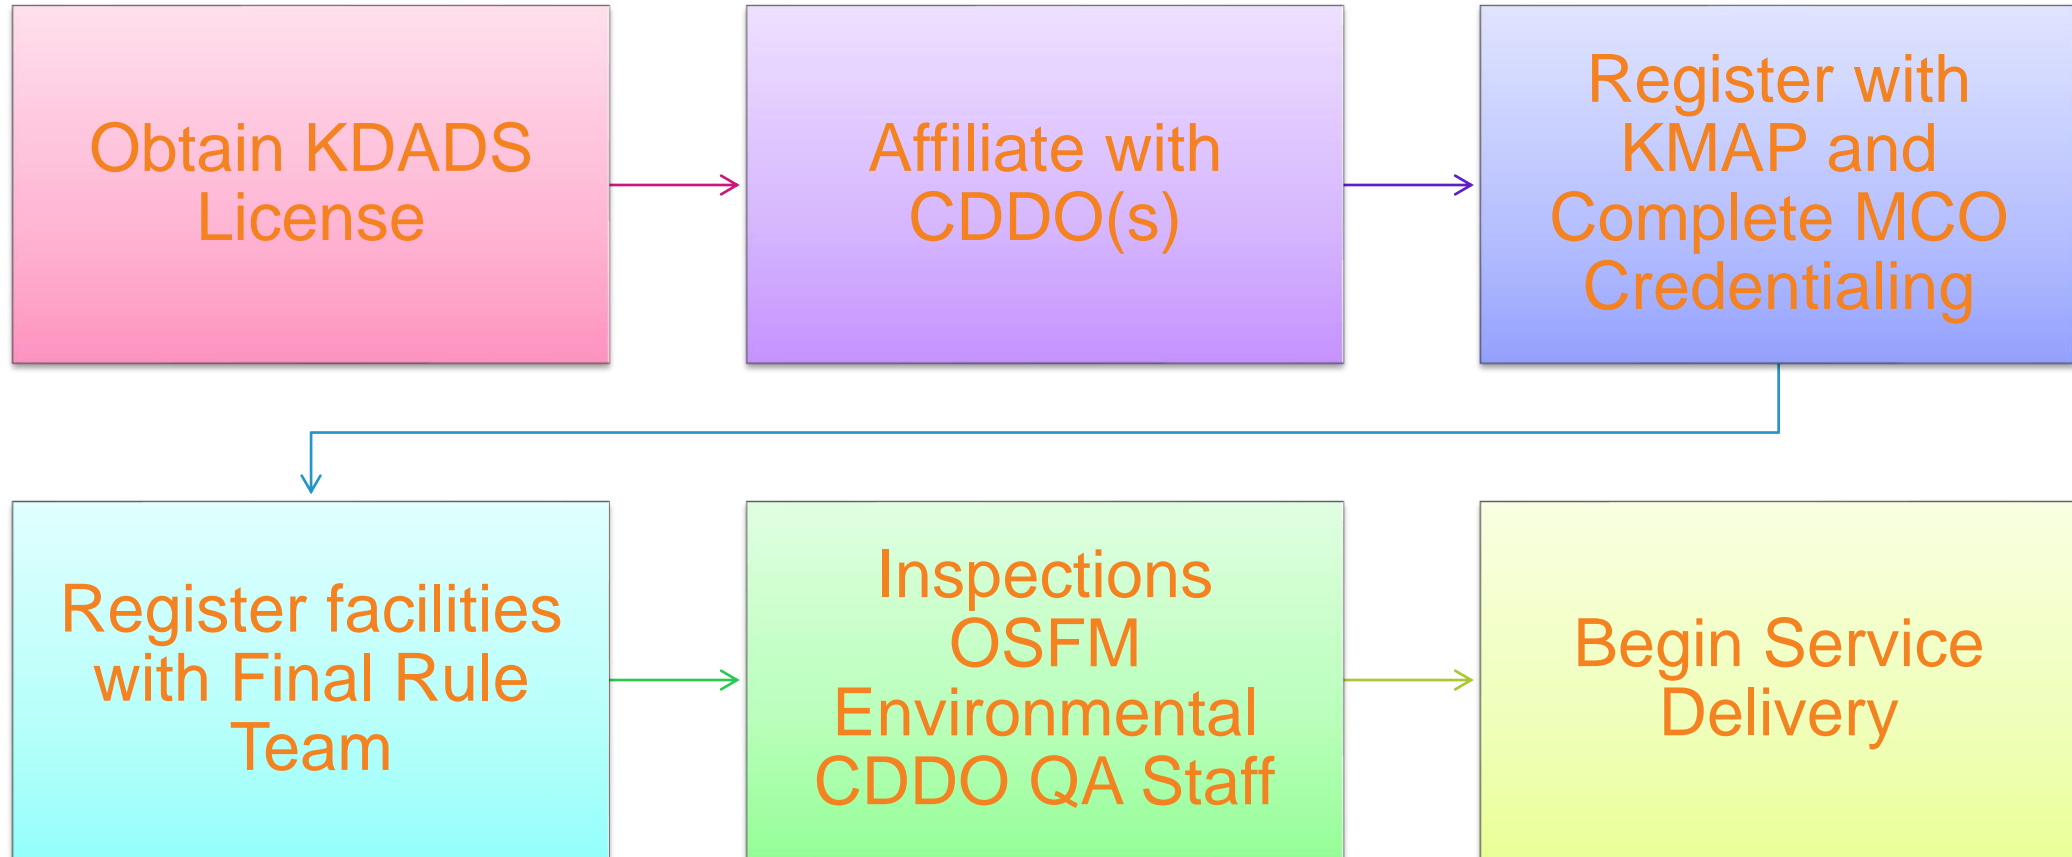 Obtain KDADS
License
Affiliate with
CDDO(s)
Register with
KMAP and
Complete MCO
Credentialing
Register facilities
with Final Rule
Team
Inspections
OSFM
Environmental
CDDO QA Staff
Begin Service
Delivery